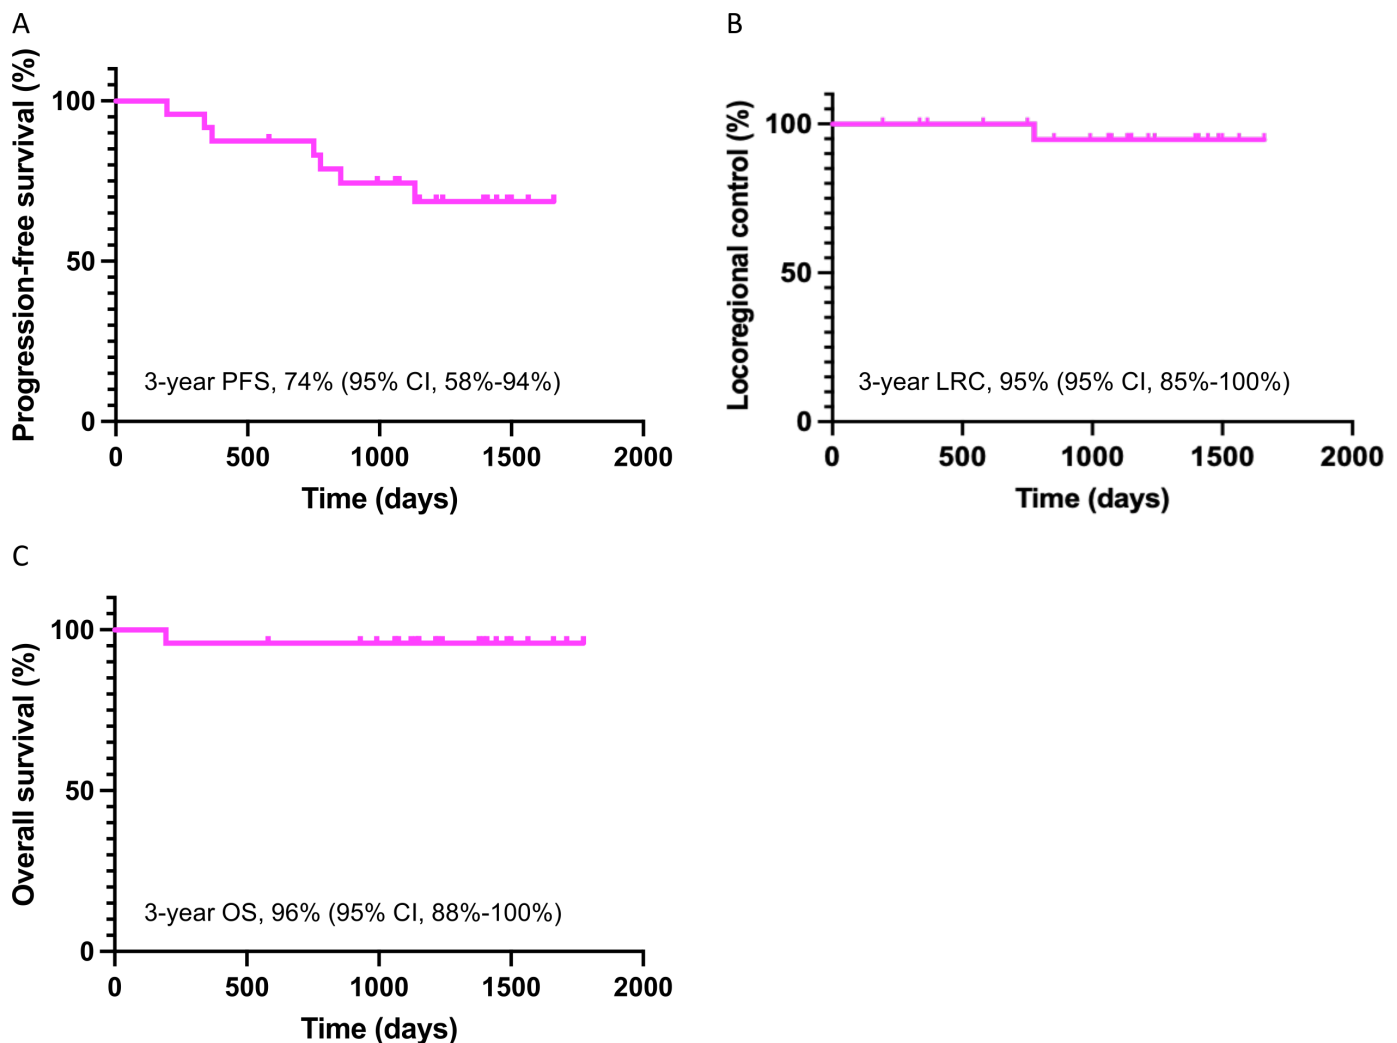 A
Progression-free survival (%)
100
50
0
3-year PFS, 74% (95% CI, 58%-94%)
0 500 1000 1500 2000
Time (days)
B
Locoregional control (%)
100
50
0
3-year LRC, 95% (95% CI, 85%-100%)
0 500 1000 1500 2000
Time (days)
C
Overall survival (%)
100
50
0
3-year OS, 96% (95% CI, 88%-100%)
0 500 1000 1500 2000
Time (days)